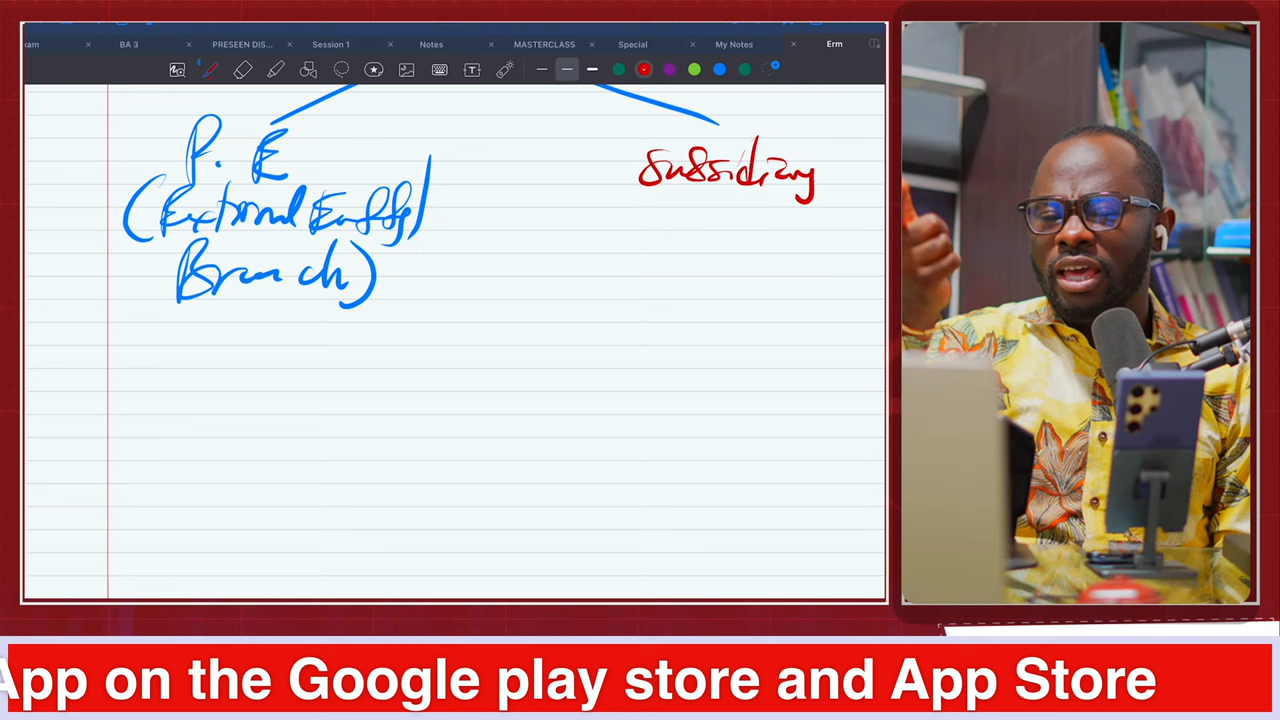 am
BA 3
PRESEEN DIS...
Session 1
Notes
MASTERCLASS
Special
My Notes
Erm
P. E
(External
Branch)
Subsidiary
App on the Google play store and App Store